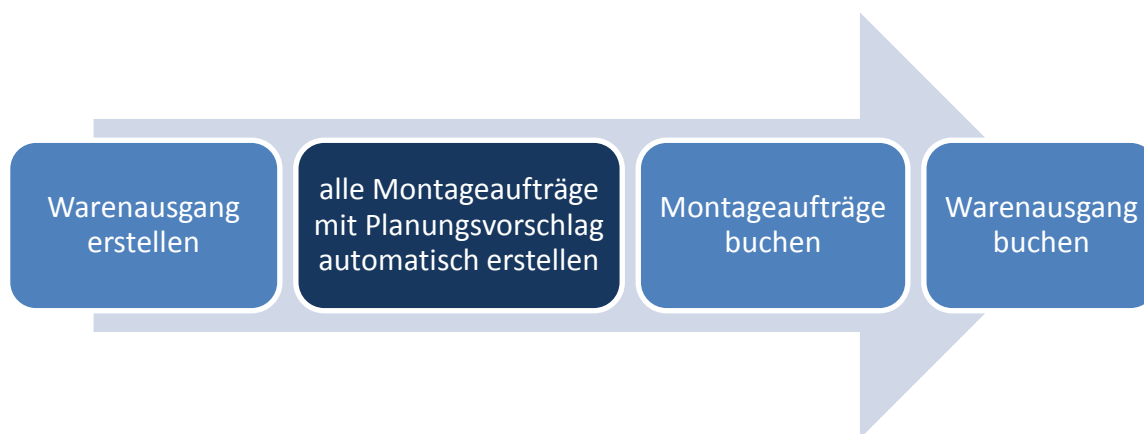 Warenausgang
erstellen
alle Montageaufträge
mit Planungsvorschlag
automatisch erstellen
Montageaufträge
buchen
Warenausgang
buchen